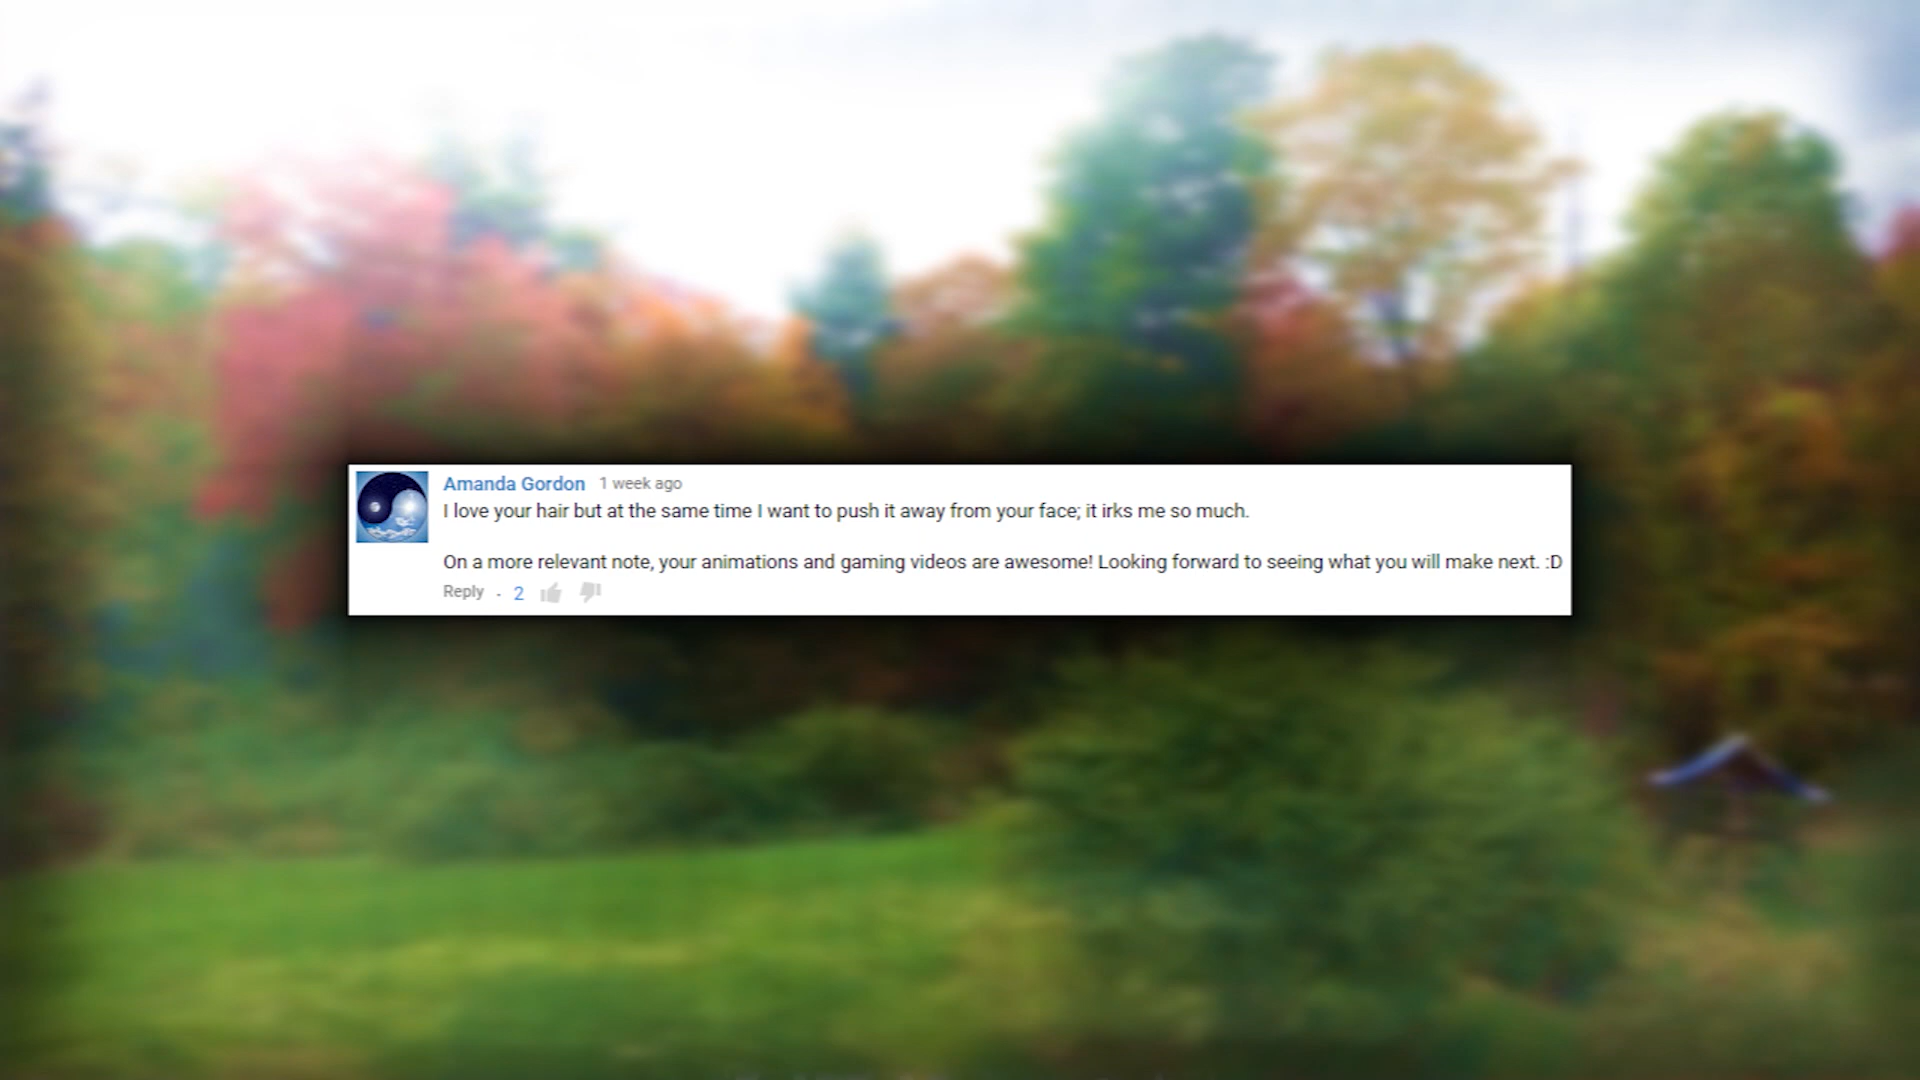 Amanda Gordon 1 week ago
I love your hair but at the same time I want to push it away from your face; it irks me so much.
On a more relevant note, your animations and gaming videos are awesome! Looking forward to seeing what you will make next. :D
Reply . 2